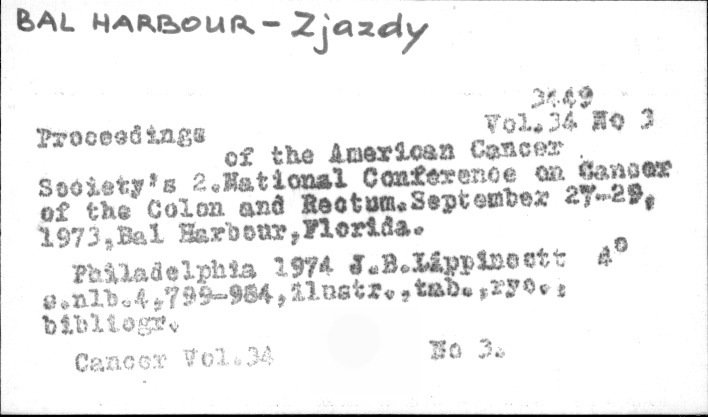 BAL HARBOUR - Zjazdy
3449
Vol.34 No 3
Proceedings
of the American Cancer
Society's 2.National Conference on Cancer
of the Colon and Rectum.September 27-29,
1973,Bal Harbour,Florida.
Philadelphia 1974 J.B.Lippincott 4°
s.nlb.4,799-984,ilustr.,tab.,ryc.;
bibliogr.
Cancer Vol.34 No 3.